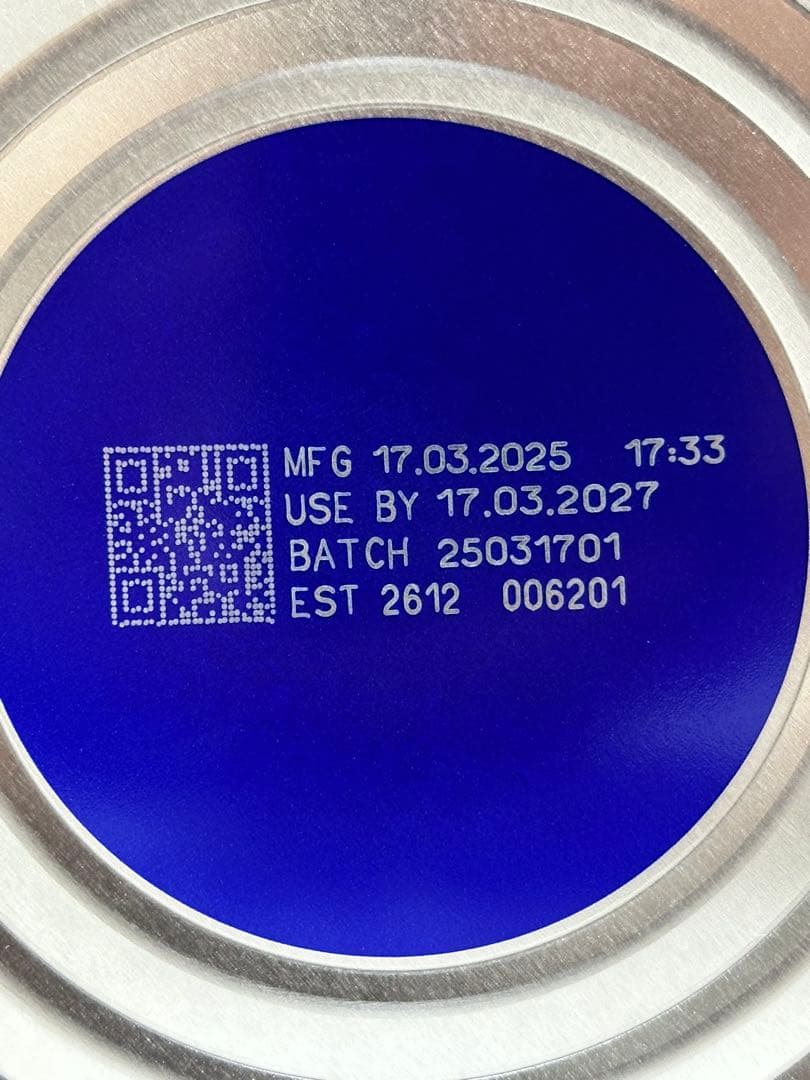 MFG 17.03.2025 17:33
USE BY 17.03.2027
BATCH 25031701
EST 2612 006201